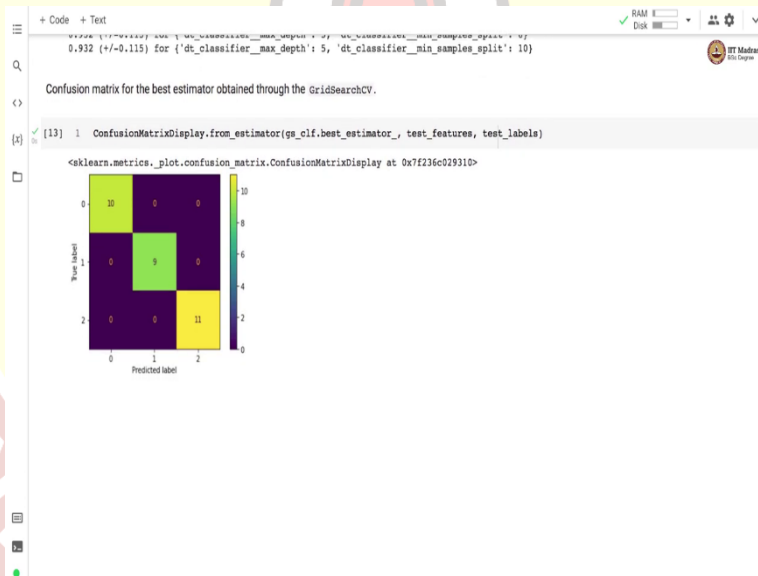 + Code + Text
RAM
Disk
0.932 (+/-0.115) for {'dt_classifier__max_depth': 5, 'dt_classifier__min_samples_split': 10}
IIT Madras
BSc Degree
Confusion matrix for the best estimator obtained through the GridSearchCV.
[13] 1 ConfusionMatrixDisplay.from_estimator(gs_clf.best_estimator_, test_features, test_labels)
<sklearn.metrics._plot.confusion_matrix.ConfusionMatrixDisplay at 0x7f236c029310>
0 10 0 0
1 0 9 0
2 0 0 11
0 1 2
True label
Predicted label
10
8
6
4
2
0